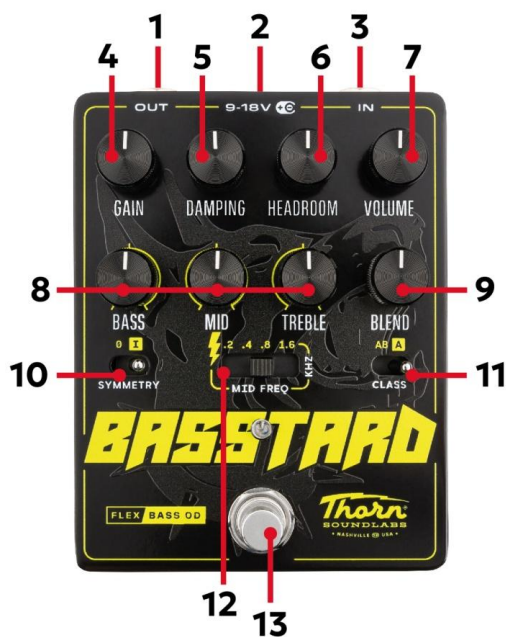 1 2 3
4 5 6 7
OUT 9-18V IN
GAIN DAMPING HEADROOM VOLUME
8 9
BASS MID TREBLE BLEND
0 I .2 .4 .8 1.6 AB A
10 KHZ 11
SYMMETRY MID FREQ CLASS
BASSTARD
FLEX BASS OD Thorn®
SOUNDLABS
• NASHVILLE USA •
12 13